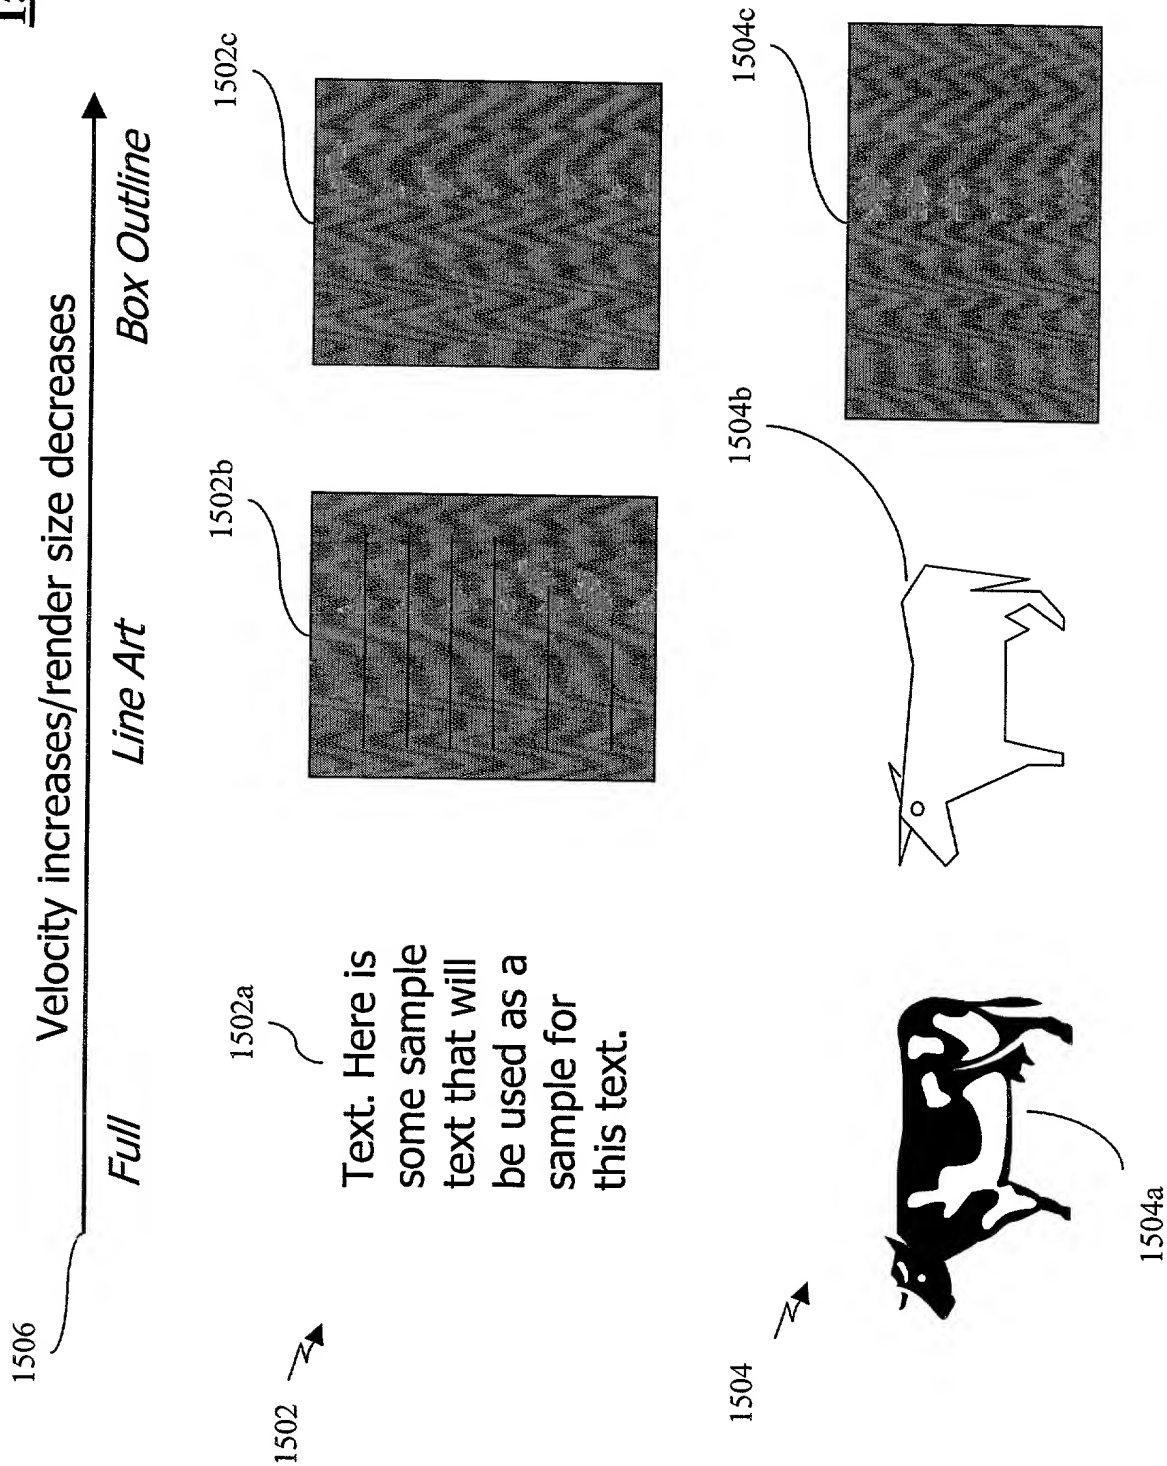 1506
Velocity increases/render size decreases
Full
Line Art
Box Outline
1502
1502a
1502b
1502c
Text. Here is
some sample
text that will
be used as a
sample for
this text.
1504
1504a
1504b
1504c